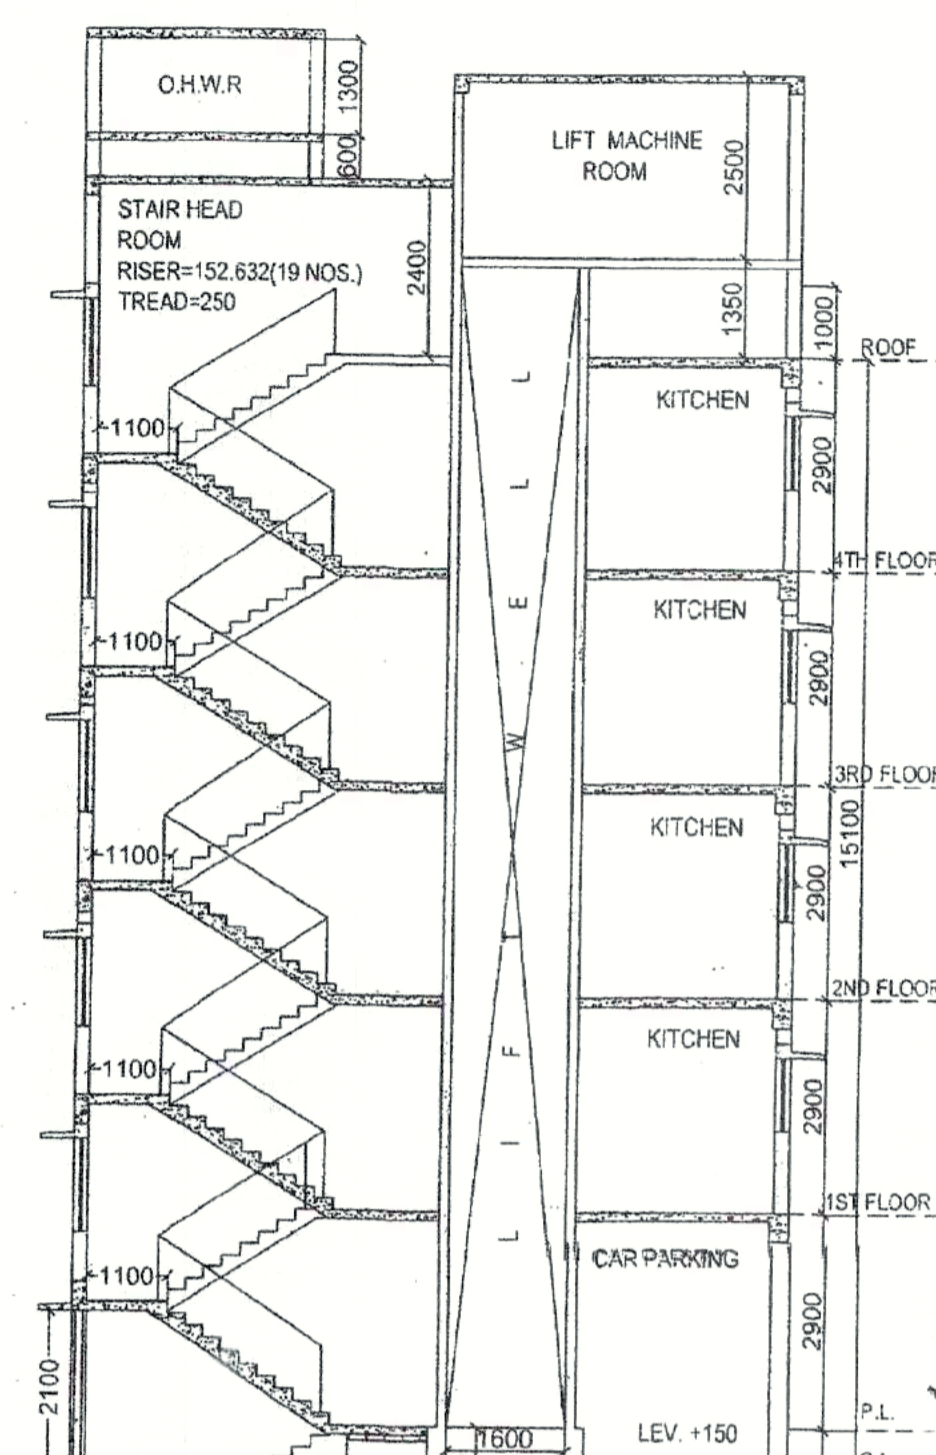 O.H.W.R
1300
600
LIFT MACHINE
ROOM
2500
STAIR HEAD
ROOM
RISER=152.632(19 NOS.)
TREAD=250
2400
1350
1000
ROOF
KITCHEN
1100
2900
4TH FLOOR
KITCHEN
1100
2900
3RD FLOOR
KITCHEN
1100
15100
2900
2ND FLOOR
KITCHEN
1100
2900
1ST FLOOR
LIFT WELL
CAR PARKING
1100
2900
2100
P.L.
LEV. +150
1600